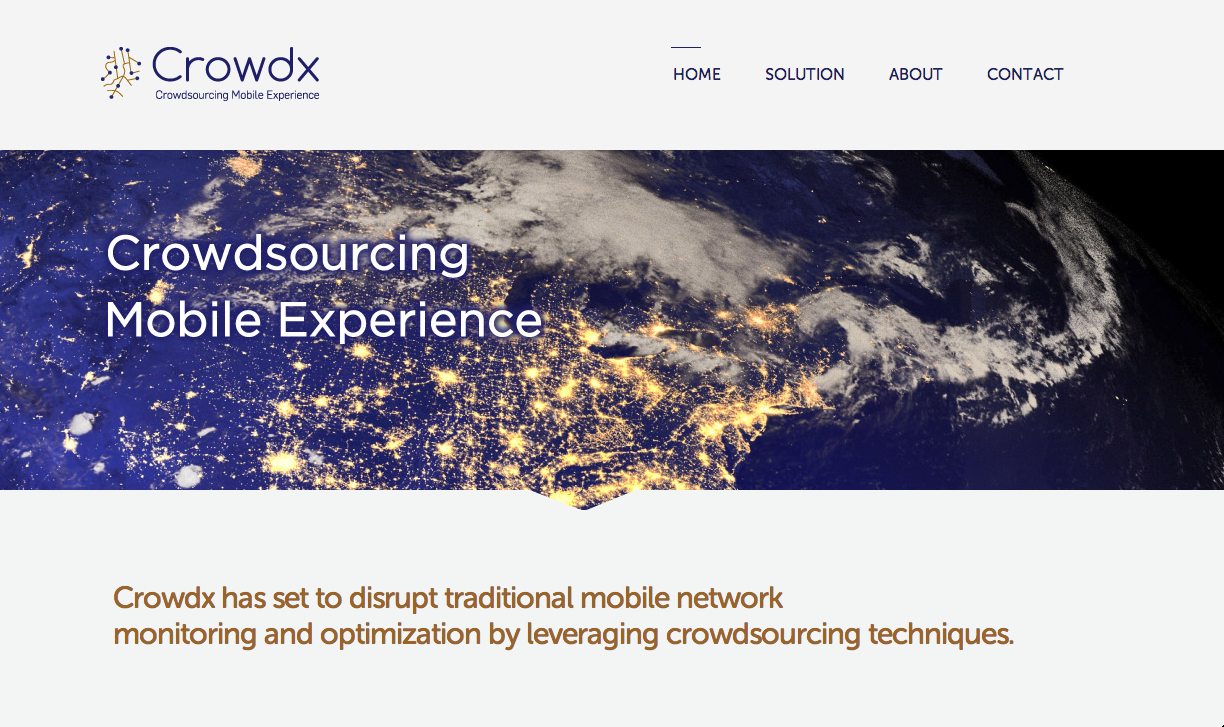 Crowdx
Crowdsourcing Mobile Experience
HOME SOLUTION ABOUT CONTACT
Crowdsourcing
Mobile Experience
Crowdx has set to disrupt traditional mobile network
monitoring and optimization by leveraging crowdsourcing techniques.